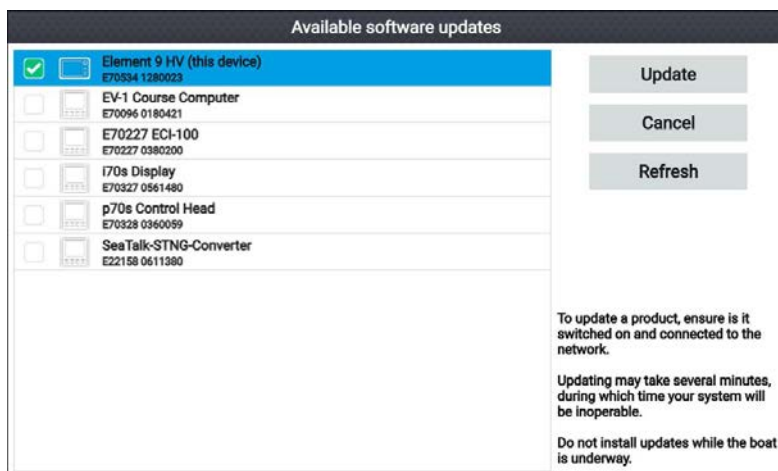 Available software updates
Element 9 HV (this device)
E70534 1280023
EV-1 Course Computer
E70096 0180421
E70227 ECI-100
E70227 0380200
i70s Display
E70327 0561480
p70s Control Head
E70328 0360059
SeaTalk-STNG-Converter
E22158 0611380
Update
Cancel
Refresh
To update a product, ensure is it
switched on and connected to the
network.
Updating may take several minutes,
during which time your system will
be inoperable.
Do not install updates while the boat
is underway.